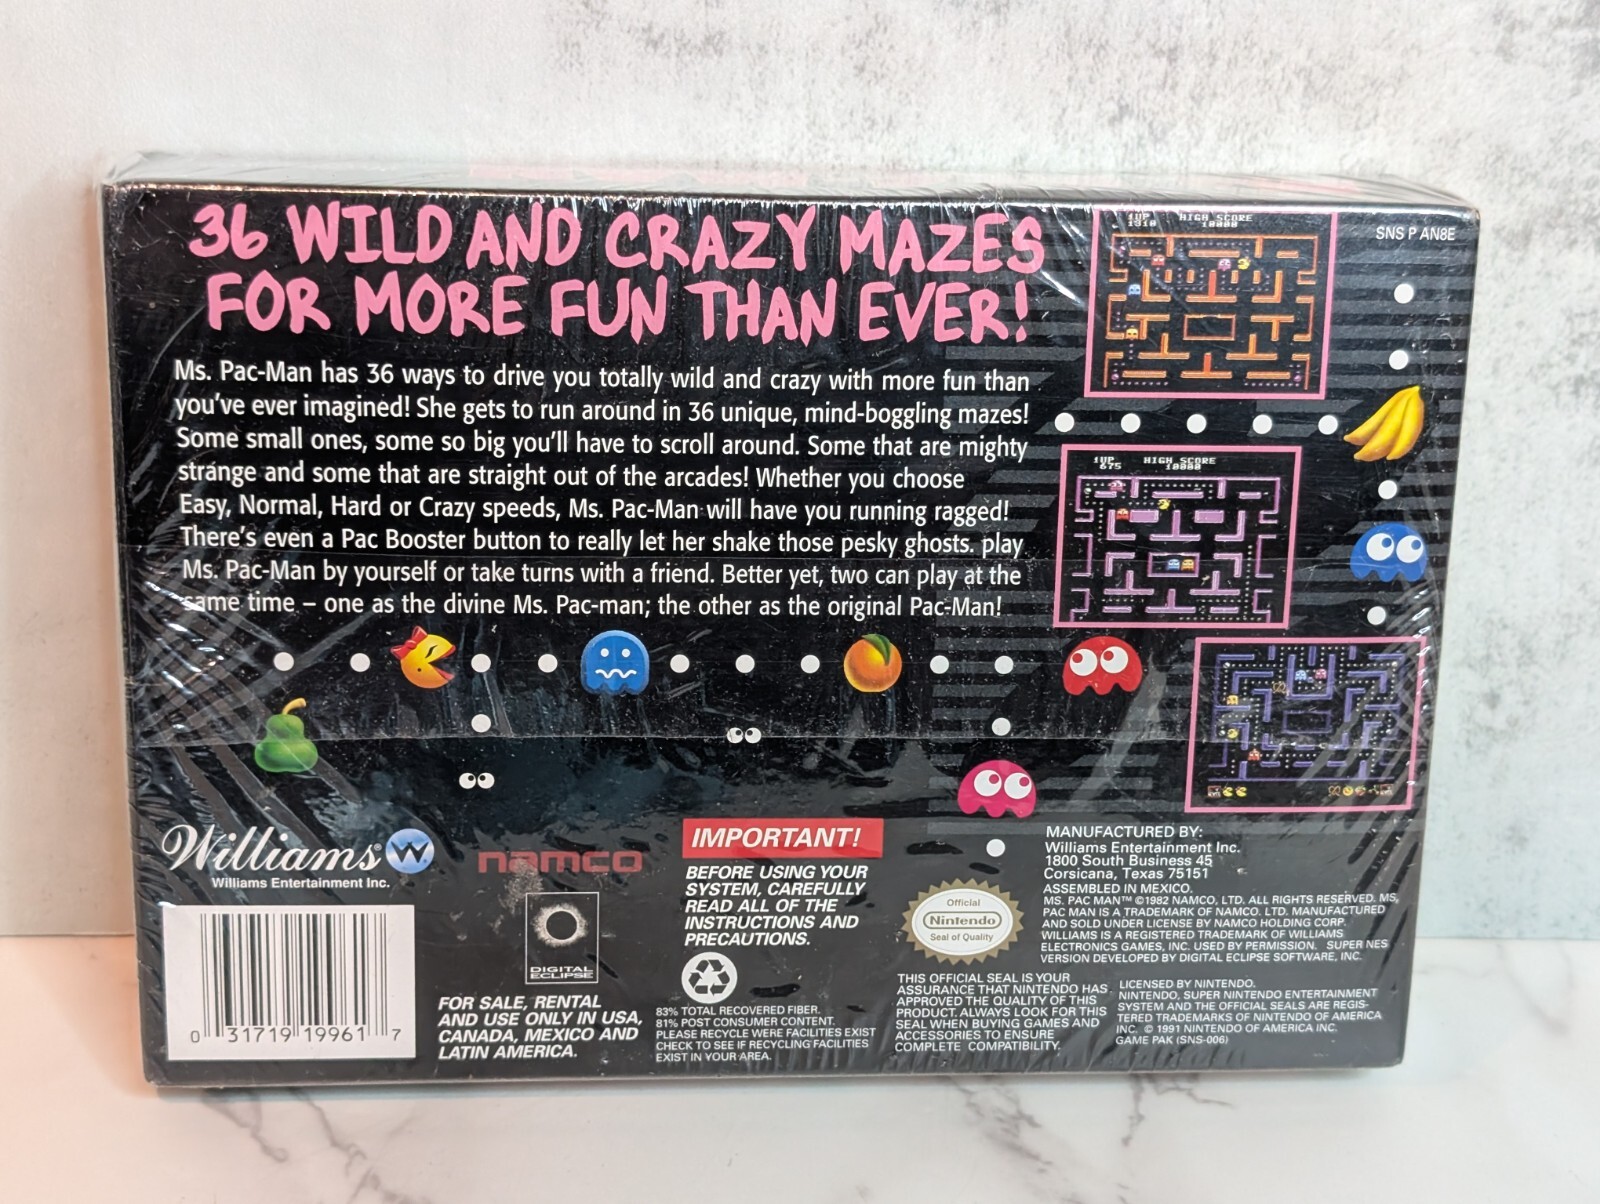 36 WILD AND CRAZY MAZES
FOR MORE FUN THAN EVER!
SNS P AN8E
1UP HIGH SCORE
1310 10000
Ms. Pac-Man has 36 ways to drive you totally wild and crazy with more fun than
you've ever imagined! She gets to run around in 36 unique, mind-boggling mazes!
Some small ones, some so big you'll have to scroll around. Some that are mighty
strange and some that are straight out of the arcades! Whether you choose
Easy, Normal, Hard or Crazy speeds, Ms. Pac-Man will have you running ragged!
There's even a Pac Booster button to really let her shake those pesky ghosts. play
Ms. Pac-Man by yourself or take turns with a friend. Better yet, two can play at the
same time – one as the divine Ms. Pac-man; the other as the original Pac-Man!
1UP HIGH SCORE
675 10000
Williams® W®
Williams Entertainment Inc.
namco
DIGITAL
ECLIPSE
0 31719 19961 7
FOR SALE, RENTAL
AND USE ONLY IN USA,
CANADA, MEXICO AND
LATIN AMERICA.
IMPORTANT!
BEFORE USING YOUR
SYSTEM, CAREFULLY
READ ALL OF THE
INSTRUCTIONS AND
PRECAUTIONS.
83% TOTAL RECOVERED FIBER.
81% POST CONSUMER CONTENT.
PLEASE RECYCLE WERE FACILITIES EXIST
CHECK TO SEE IF RECYCLING FACILITIES
EXIST IN YOUR AREA.
Official
Nintendo
Seal of Quality
THIS OFFICIAL SEAL IS YOUR
ASSURANCE THAT NINTENDO HAS
APPROVED THE QUALITY OF THIS
PRODUCT. ALWAYS LOOK FOR THIS
SEAL WHEN BUYING GAMES AND
ACCESSORIES TO ENSURE
COMPLETE COMPATIBILITY.
MANUFACTURED BY:
Williams Entertainment Inc.
1800 South Business 45
Corsicana, Texas 75151
ASSEMBLED IN MEXICO.
MS. PAC MAN™ ©1982 NAMCO, LTD. ALL RIGHTS RESERVED. MS,
PAC MAN IS A TRADEMARK OF NAMCO. LTD. MANUFACTURED
AND SOLD UNDER LICENSE BY NAMCO HOLDING CORP.
WILLIAMS IS A REGISTERED TRADEMARK OF WILLIAMS
ELECTRONICS GAMES, INC. USED BY PERMISSION. SUPER NES
VERSION DEVELOPED BY DIGITAL ECLIPSE SOFTWARE, INC.
LICENSED BY NINTENDO.
NINTENDO, SUPER NINTENDO ENTERTAINMENT
SYSTEM AND THE OFFICIAL SEALS ARE REGIS-
TERED TRADEMARKS OF NINTENDO OF AMERICA
INC. © 1991 NINTENDO OF AMERICA INC.
GAME PAK (SNS-006)